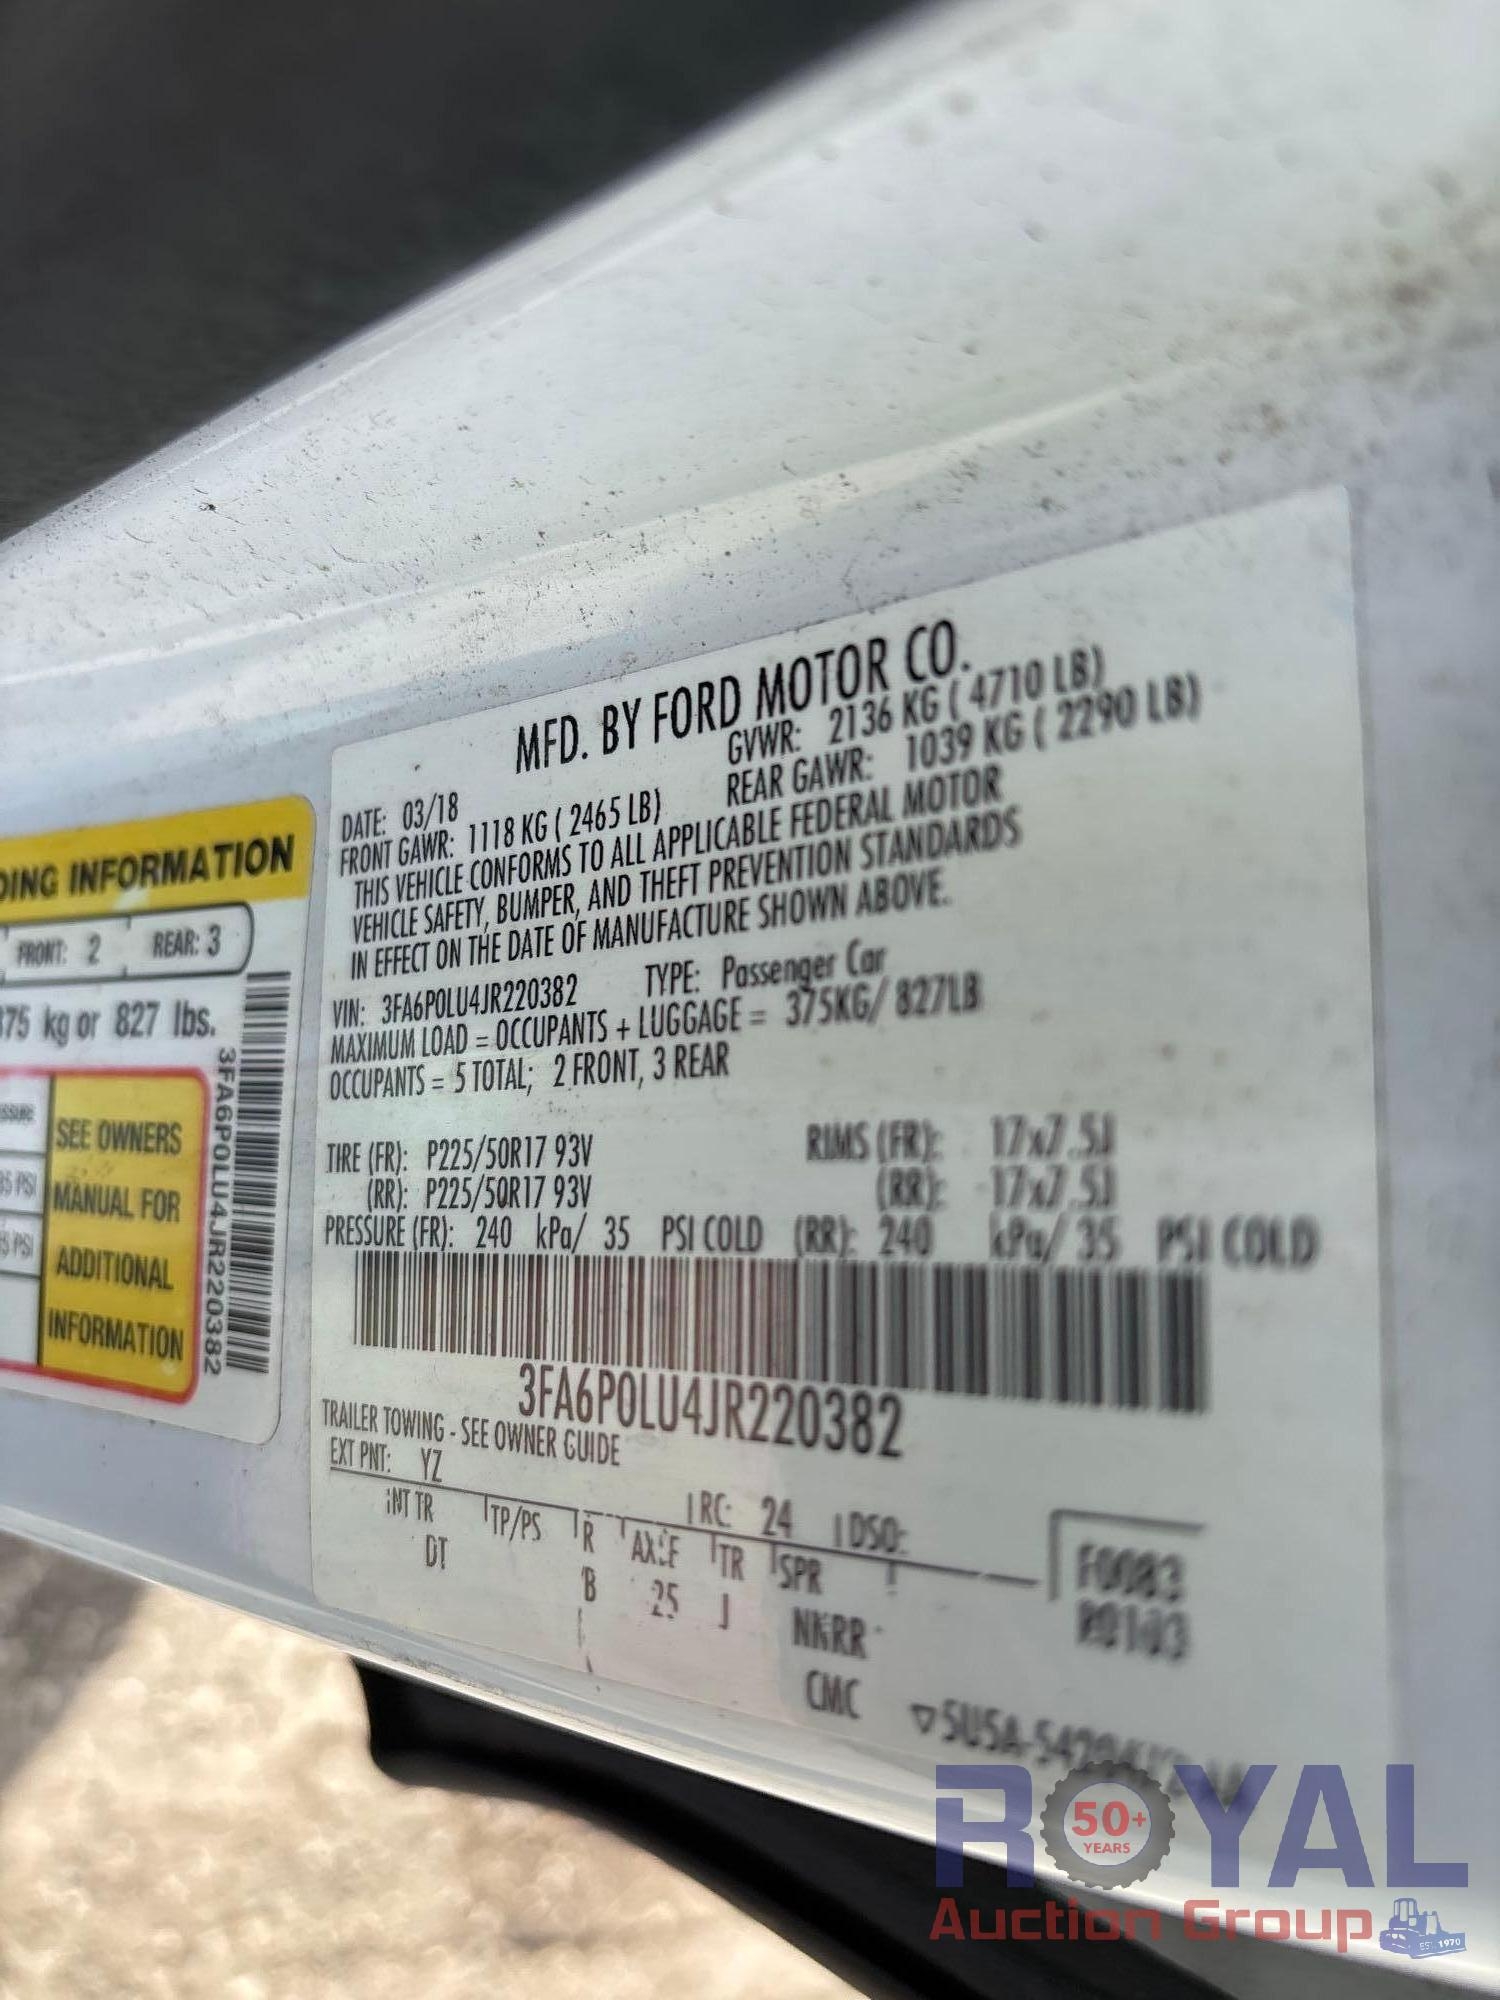 MFD. BY FORD MOTOR CO.
DATE: 03/18 GVWR: 2136 KG ( 4710 LB)
FRONT GAWR: 1118 KG ( 2465 LB) REAR GAWR: 1039 KG ( 2290 LB)
THIS VEHICLE CONFORMS TO ALL APPLICABLE FEDERAL MOTOR
VEHICLE SAFETY, BUMPER, AND THEFT PREVENTION STANDARDS
IN EFFECT ON THE DATE OF MANUFACTURE SHOWN ABOVE.
VIN: 3FA6P0LU4JR220382 TYPE: Passenger Car
MAXIMUM LOAD = OCCUPANTS + LUGGAGE = 375KG/ 827LB
OCCUPANTS = 5 TOTAL; 2 FRONT, 3 REAR
TIRE (FR): P225/50R17 93V RIMS (FR): 17x7.5J
(RR): P225/50R17 93V (RR): 17x7.5J
PRESSURE (FR): 240 kPa/ 35 PSI COLD (RR): 240 kPa/ 35 PSI COLD
3FA6P0LU4JR220382
TRAILER TOWING - SEE OWNER GUIDE
EXT PNT: YZ RC: 24 DSO:
INT TR TP/PS R AXLE TR SPR
DT B 25 J NKRR
CMC
F0083
DING INFORMATION
FRONT: 2 REAR: 3
375 kg or 827 lbs.
SEE OWNERS
MANUAL FOR
ADDITIONAL
INFORMATION
35 PSI
3FA6P0LU4JR220382
ROYAL
50+
YEARS
Auction Group
EST. 1970